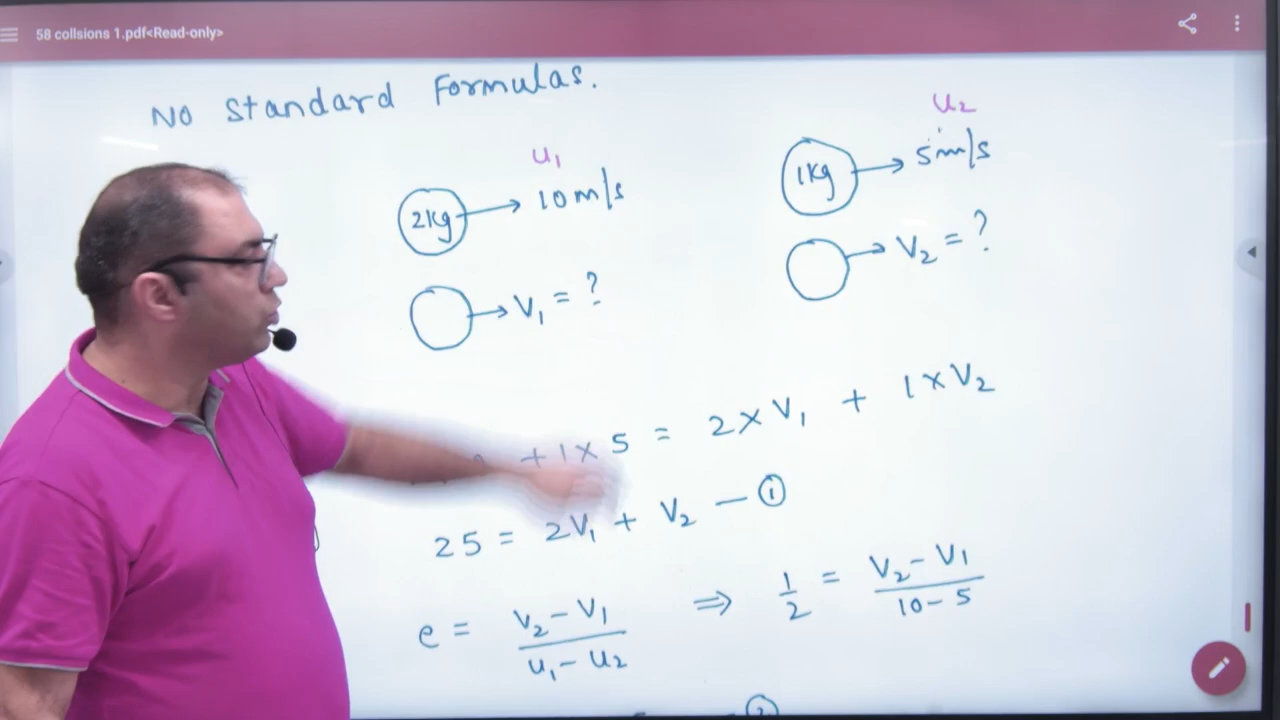 58 collsions 1.pdf<Read-only>
No Standard Formulas.
u₁ u₂
2Kg → 10m/s 1Kg → 5m/s
→ V₁ = ? → V₂ = ?
+ 1 × 5 = 2 × V₁ + 1 × V₂
25 = 2V₁ + V₂ — ①
e = V₂ - V₁ / u₁ - u₂ ⇒ 1/2 = V₂ - V₁ / 10 - 5